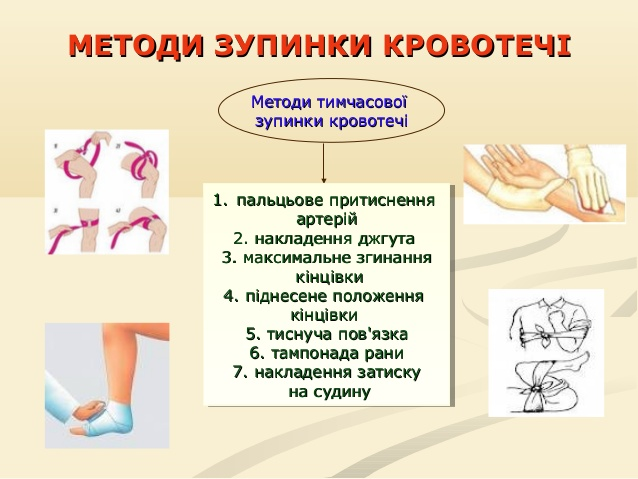 МЕТОДИ ЗУПИНКИ КРОВОТЕЧІ
Методи тимчасової
зупинки кровотечі
1. пальцьове притиснення
артерій
2. накладення джгута
3. максимальне згинання
кінцівки
4. піднесене положення
кінцівки
5. тиснуча пов'язка
6. тампонада рани
7. накладення затиску
на судину